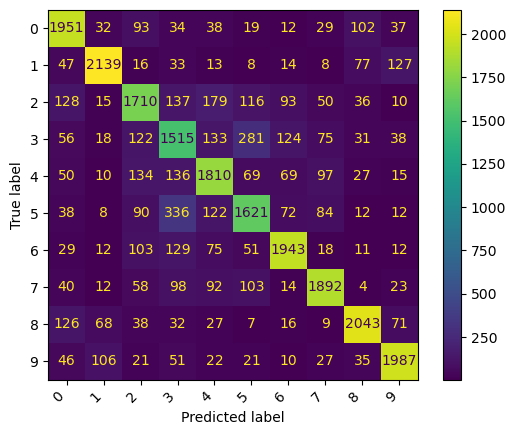 0 1951 32 93 34 38 19 12 29 102 37
1 47 2139 16 33 13 8 14 8 77 127
2 128 15 1710 137 179 116 93 50 36 10
3 56 18 122 1515 133 281 124 75 31 38
4 50 10 134 136 1810 69 69 97 27 15
5 38 8 90 336 122 1621 72 84 12 12
6 29 12 103 129 75 51 1943 18 11 12
7 40 12 58 98 92 103 14 1892 4 23
8 126 68 38 32 27 7 16 9 2043 71
9 46 106 21 51 22 21 10 27 35 1987
0 1 2 3 4 5 6 7 8 9
Predicted label
True label
2000
1750
1500
1250
1000
750
500
250